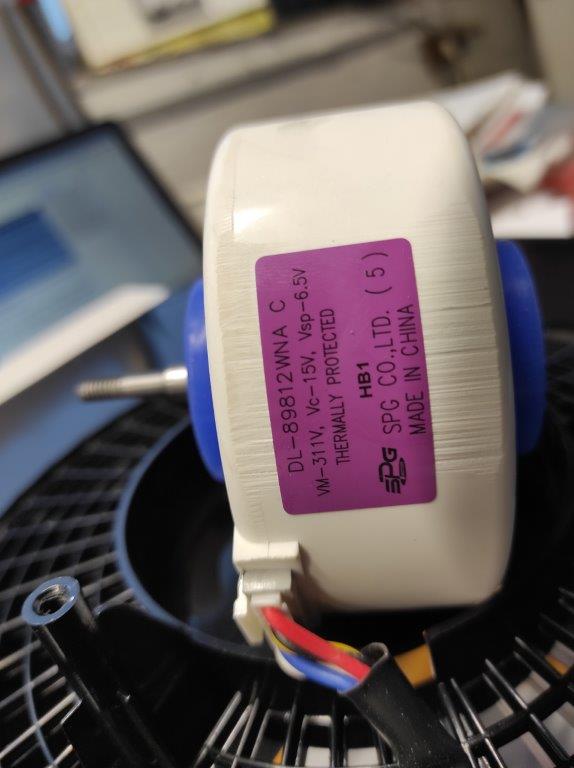 DL-89812WNA C
VM-311V, Vc-15V, Vsp-6.5V
THERMALLY PROTECTED
HB1
SPG SPG CO.,LTD. (5)
MADE IN CHINA